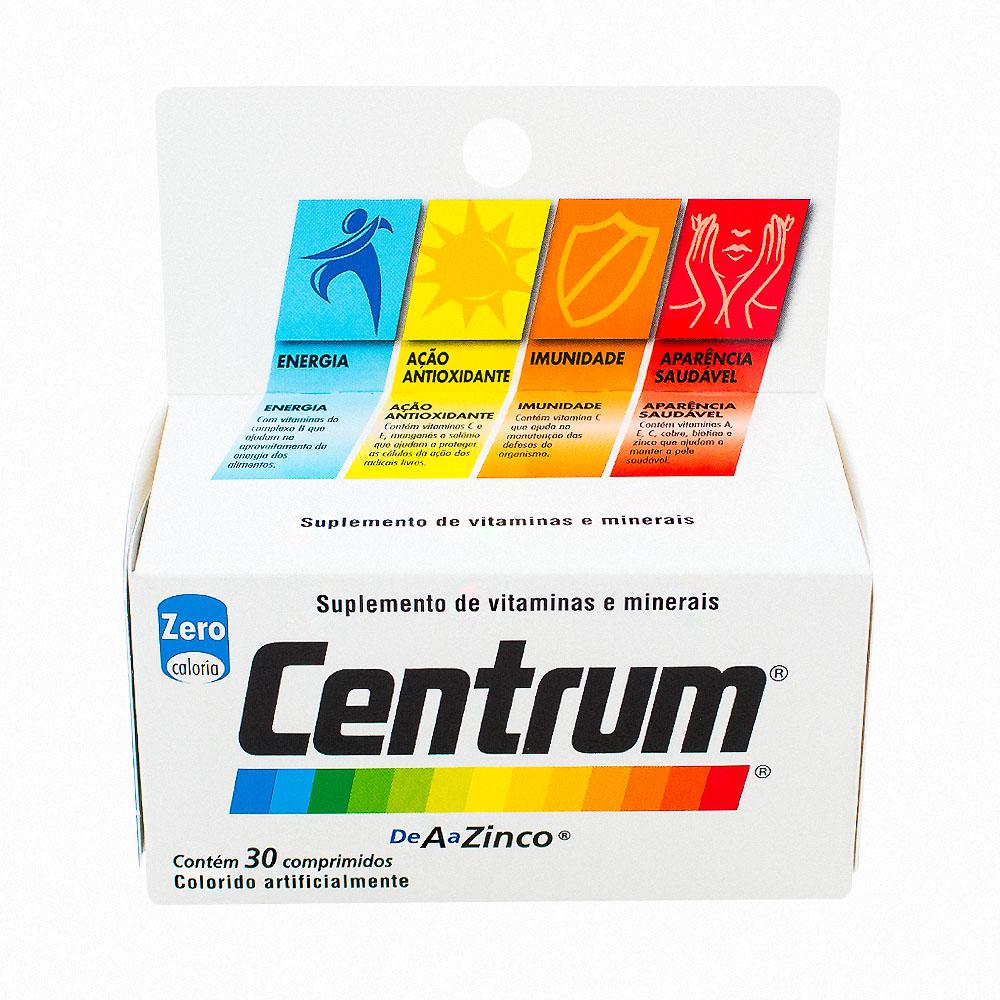 ENERGIA
AÇÃO
ANTIOXIDANTE
IMUNIDADE
APARÊNCIA
SAUDÁVEL
ENERGIA
Com vitaminas do
complexo B que
ajudam no
aproveitamento da
energia dos
alimentos.
AÇÃO
ANTIOXIDANTE
Contém vitaminas C e
E, manganês e selênio
que ajudam a proteger
as células da ação dos
radicais livres.
IMUNIDADE
Contém vitamina C
que ajuda na
manutenção das
defesas do
organismo.
APARÊNCIA
SAUDÁVEL
Contém vitaminas A,
E, C, cobre, biotina e
zinco que ajudam a
manter a pele
saudável.
Suplemento de vitaminas e minerais
Suplemento de vitaminas e minerais
Zero
caloria
Centrum®
®
De A a Zinco®
Contém 30 comprimidos
Colorido artificialmente